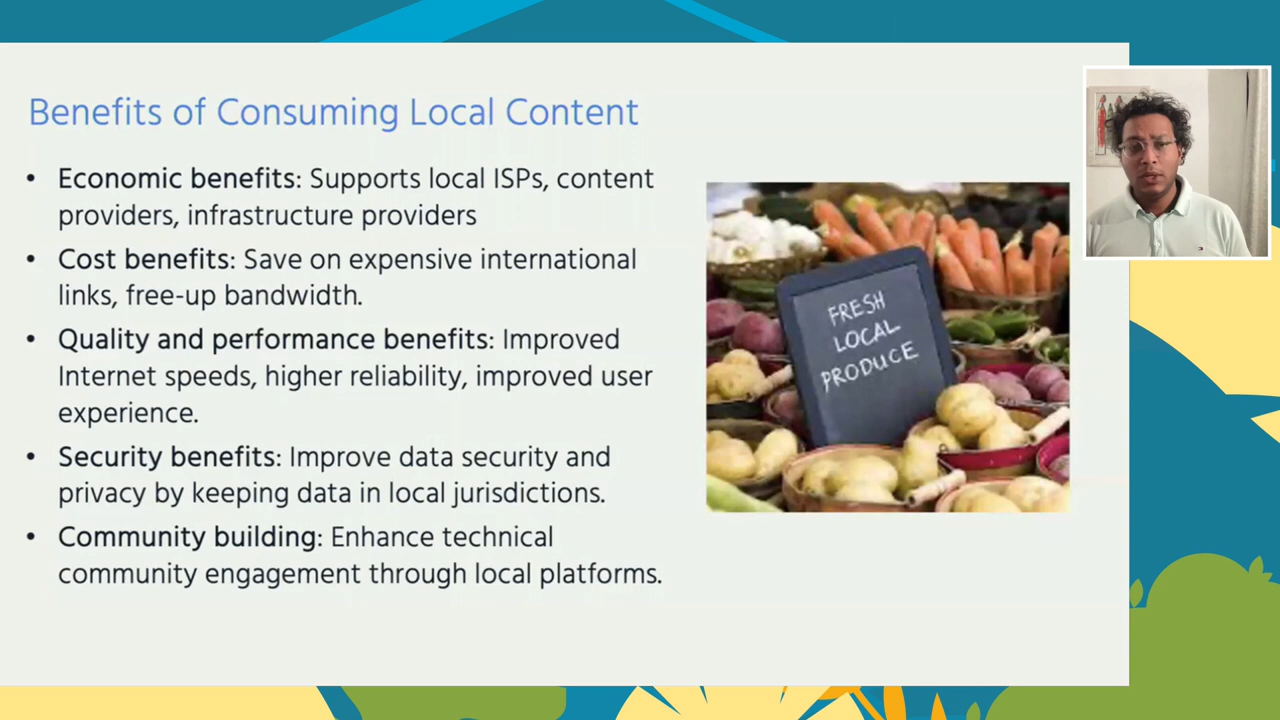 Benefits of Consuming Local Content
• Economic benefits: Supports local ISPs, content
providers, infrastructure providers
• Cost benefits: Save on expensive international
links, free-up bandwidth.
• Quality and performance benefits: Improved
Internet speeds, higher reliability, improved user
experience.
• Security benefits: Improve data security and
privacy by keeping data in local jurisdictions.
• Community building: Enhance technical
community engagement through local platforms.
FRESH
LOCAL
PRODUCE